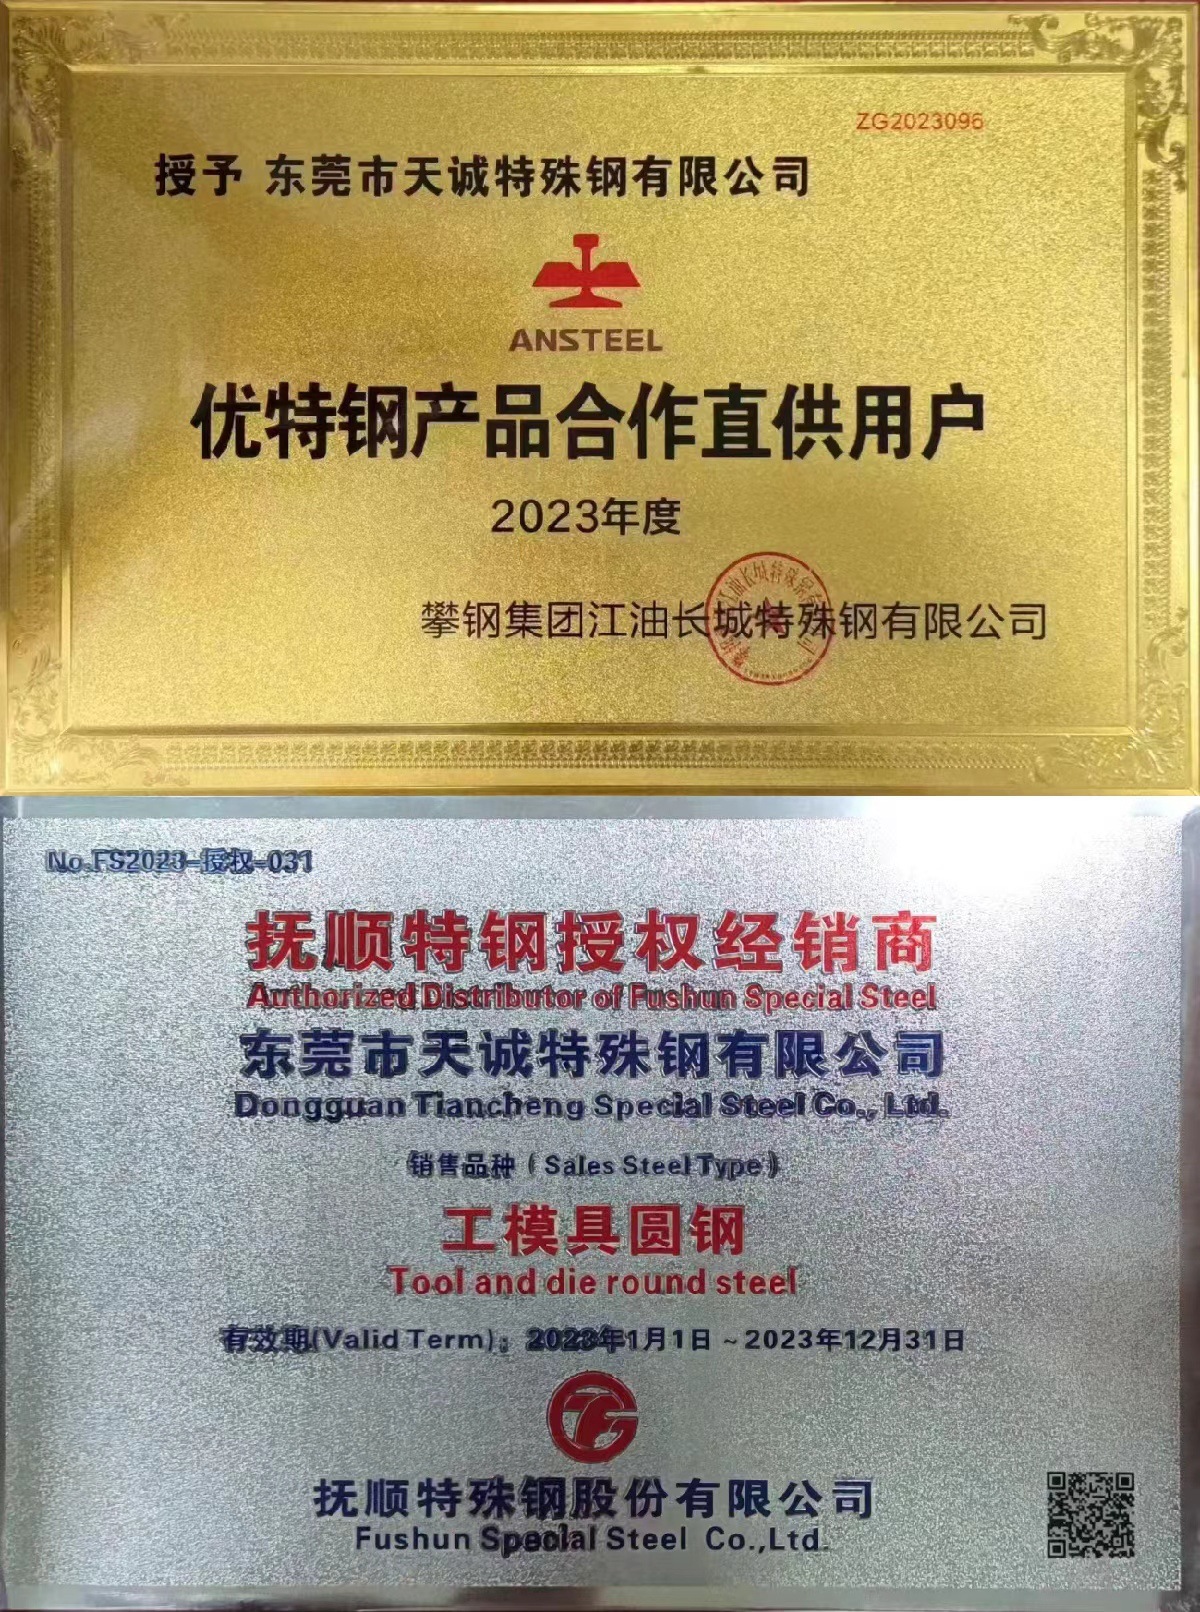 ZG2023096
授予 东莞市天诚特殊钢有限公司
ANSTEEL
优特钢产品合作直供用户
2023年度
攀钢集团江油长城特殊钢有限公司
No.FS2023-授权-031
抚顺特钢授权经销商
Authorized Distributor of Fushun Special Steel
东莞市天诚特殊钢有限公司
Dongguan Tiancheng Special Steel Co., Ltd.
销售品种（Sales Steel Type）
工模具圆钢
Tool and die round steel
有效期(Valid Term)：2023年1月1日 ~ 2023年12月31日
抚顺特殊钢股份有限公司
Fushun Special Steel Co.,Ltd.